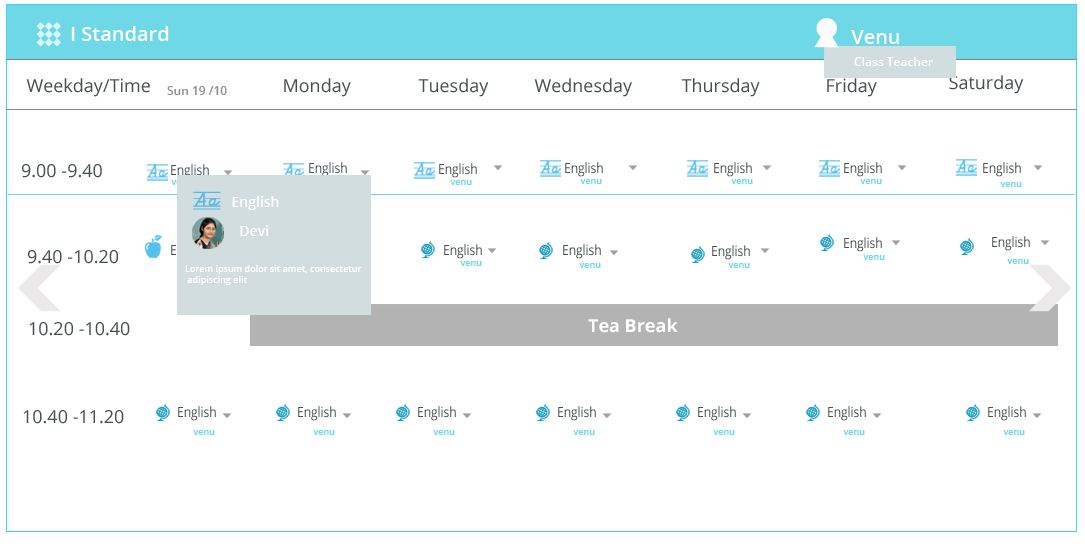 I Standard
Venu
Class Teacher
Weekday/Time Sun 19 /10 Monday Tuesday Wednesday Thursday Friday Saturday
9.00 -9.40 English English English English English English English
venu venu venu venu venu
English
Devi
Lorem ipsum dolor sit amet, consectetur
adipiscing elit
9.40 -10.20 English English English English English
venu venu venu venu venu
10.20 -10.40 Tea Break
10.40 -11.20 English English English English English English English
venu venu venu venu venu venu venu